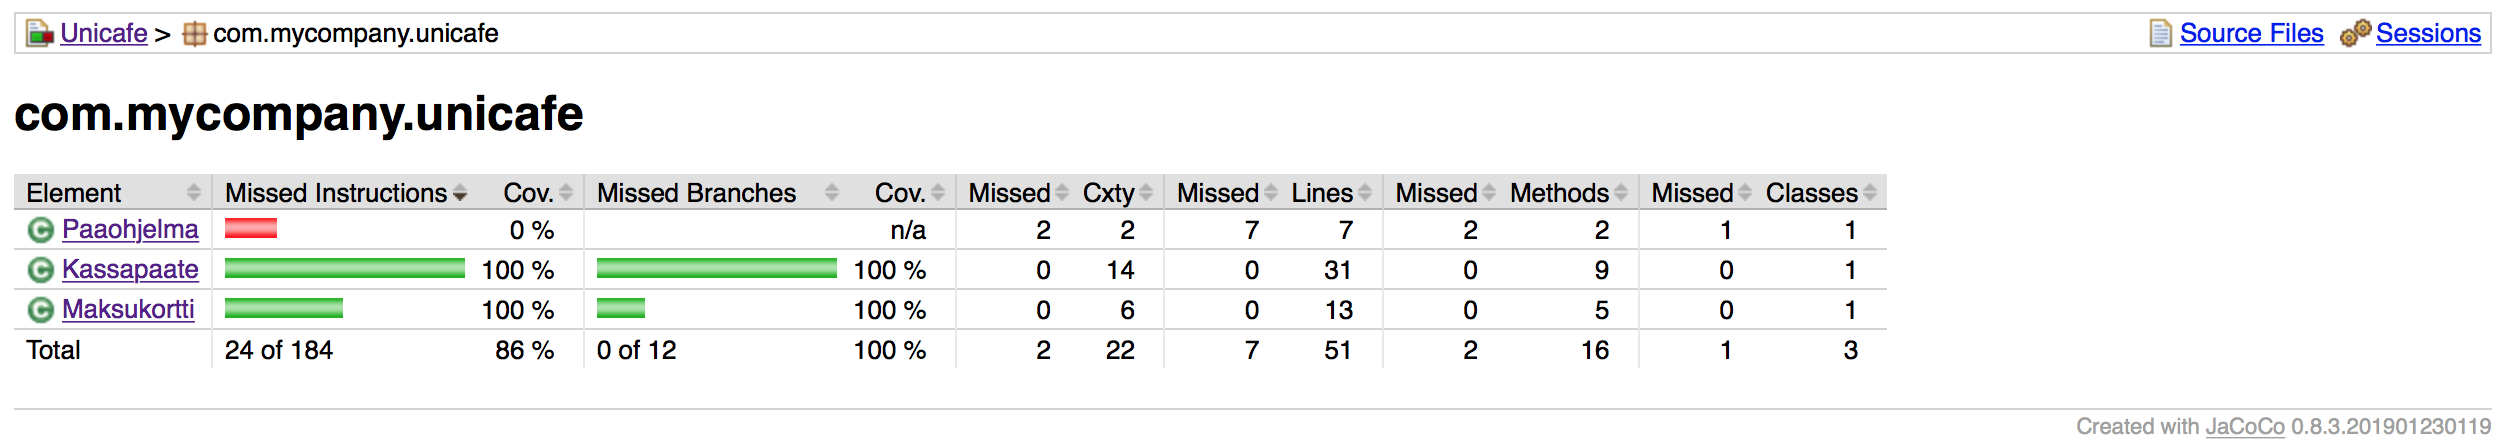 Unicafe > com.mycompany.unicafe Source Files Sessions
com.mycompany.unicafe
Element Missed Instructions Cov. Missed Branches Cov. Missed Cxty Missed Lines Missed Methods Missed Classes
Paaohjelma 0 % n/a 2 2 7 7 2 2 1 1
Kassapaate 100 % 100 % 0 14 0 31 0 9 0 1
Maksukortti 100 % 100 % 0 6 0 13 0 5 0 1
Total 24 of 184 86 % 0 of 12 100 % 2 22 7 51 2 16 1 3
Created with JaCoCo 0.8.3.201901230119